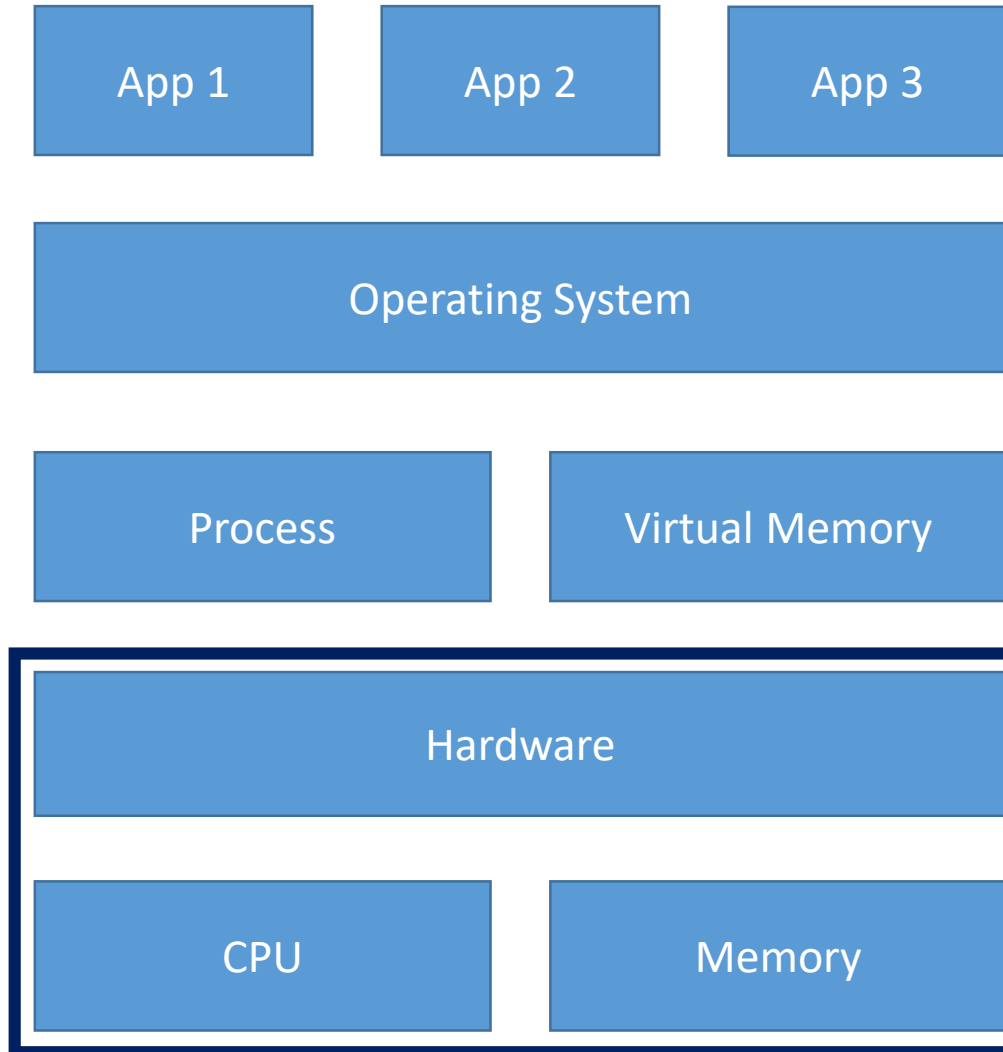 App 1
App 2
App 3
Operating System
Process
Virtual Memory
Hardware
CPU
Memory